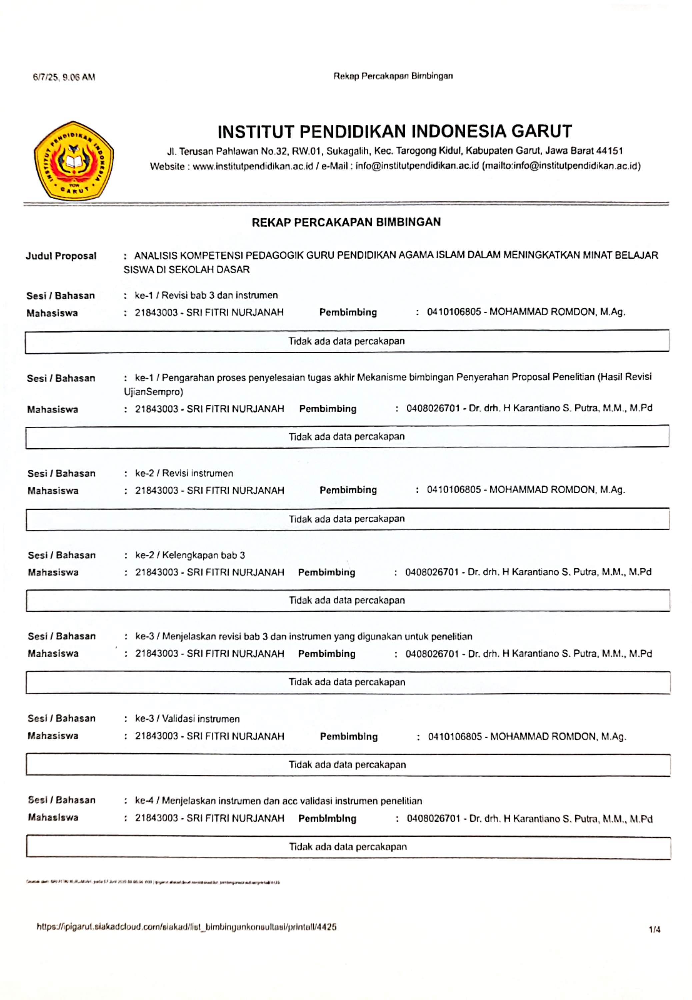 6/7/25, 9:06 AM
Rekap Percakapan Bimbingan
INSTITUT PENDIDIKAN INDONESIA GARUT
INSTITUT PENDIDIKAN INDONESIA
GARUT
Jl. Terusan Pahlawan No.32, RW.01, Sukagalih, Kec. Tarogong Kidul, Kabupaten Garut, Jawa Barat 44151
Website : www.institutpendidikan.ac.id / e-Mail : info@institutpendidikan.ac.id (mailto:info@institutpendidikan.ac.id)
REKAP PERCAKAPAN BIMBINGAN
Judul Proposal : ANALISIS KOMPETENSI PEDAGOGIK GURU PENDIDIKAN AGAMA ISLAM DALAM MENINGKATKAN MINAT BELAJAR
SISWA DI SEKOLAH DASAR
Sesi / Bahasan : ke-1 / Revisi bab 3 dan instrumen
Mahasiswa : 21843003 - SRI FITRI NURJANAH Pembimbing : 0410106805 - MOHAMMAD ROMDON, M.Ag.
Tidak ada data percakapan
Sesi / Bahasan : ke-1 / Pengarahan proses penyelesaian tugas akhir Mekanisme bimbingan Penyerahan Proposal Penelitian (Hasil Revisi
UjianSempro)
Mahasiswa : 21843003 - SRI FITRI NURJANAH Pembimbing : 0408026701 - Dr. drh. H Karantiano S. Putra, M.M., M.Pd
Tidak ada data percakapan
Sesi / Bahasan : ke-2 / Revisi instrumen
Mahasiswa : 21843003 - SRI FITRI NURJANAH Pembimbing : 0410106805 - MOHAMMAD ROMDON, M.Ag.
Tidak ada data percakapan
Sesi / Bahasan : ke-2 / Kelengkapan bab 3
Mahasiswa : 21843003 - SRI FITRI NURJANAH Pembimbing : 0408026701 - Dr. drh. H Karantiano S. Putra, M.M., M.Pd
Tidak ada data percakapan
Sesi / Bahasan : ke-3 / Menjelaskan revisi bab 3 dan instrumen yang digunakan untuk penelitian
Mahasiswa : 21843003 - SRI FITRI NURJANAH Pembimbing : 0408026701 - Dr. drh. H Karantiano S. Putra, M.M., M.Pd
Tidak ada data percakapan
Sesi / Bahasan : ke-3 / Validasi instrumen
Mahasiswa : 21843003 - SRI FITRI NURJANAH Pembimbing : 0410106805 - MOHAMMAD ROMDON, M.Ag.
Tidak ada data percakapan
Sesi / Bahasan : ke-4 / Menjelaskan instrumen dan acc validasi instrumen penelitian
Mahasiswa : 21843003 - SRI FITRI NURJANAH Pembimbing : 0408026701 - Dr. drh. H Karantiano S. Putra, M.M., M.Pd
Tidak ada data percakapan
https://ipigarut.siakadcloud.com/siakad/list_bimbingankonsultasi/printall/4425
1/4